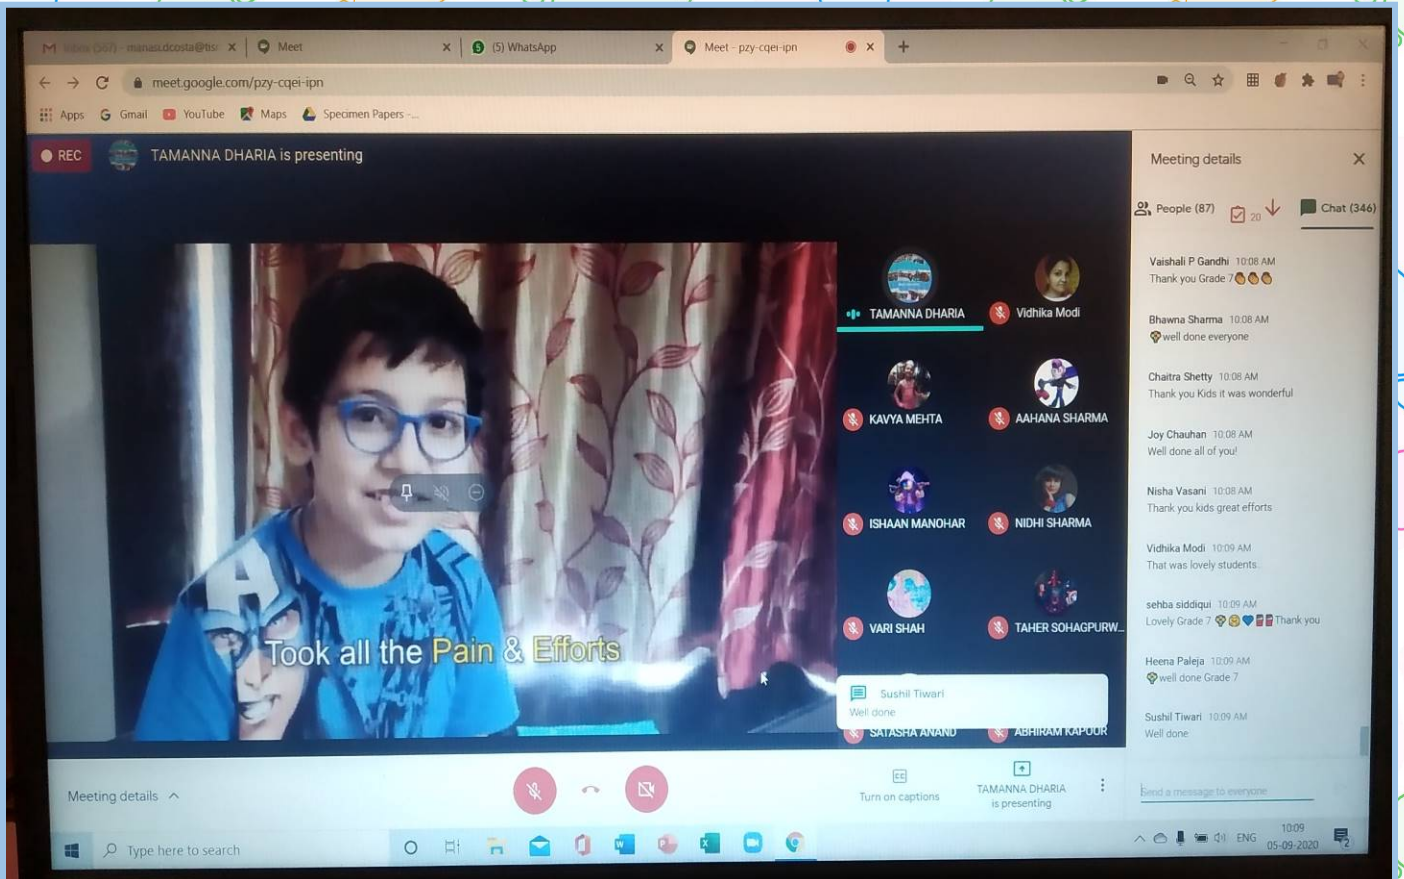 Inbox (587) - manasi.dcosta@tis
Meet
(5) WhatsApp
Meet - pzy-cqei-ipn
meet.google.com/pzy-cqei-ipn
Apps
Gmail
YouTube
Maps
Specimen Papers -...
REC
TAMANNA DHARIA is presenting
Took all the Pain & Efforts
TAMANNA DHARIA
Vidhika Modi
KAVYA MEHTA
AAHANA SHARMA
ISHAAN MANOHAR
NIDHI SHARMA
VARI SHAH
TAHER SOHAGPURW...
Sushil Tiwari
Well done
SATASHA ANAND
ABHIRAM KAPOOR
Meeting details
People (87)
20
Chat (346)
Vaishali P Gandhi 10:08 AM
Thank you Grade 7👏👏👏
Bhawna Sharma 10:08 AM
💐well done everyone
Chaitra Shetty 10:08 AM
Thank you Kids it was wonderful
Joy Chauhan 10:08 AM
Well done all of you!
Nisha Vasani 10:08 AM
Thank you kids great efforts
Vidhika Modi 10:09 AM
That was lovely students..
sehba siddiqui 10:09 AM
Lovely Grade 7 Thank you
Heena Paleja 10:09 AM
💐well done Grade 7
Sushil Tiwari 10:09 AM
Well done
Send a message to everyone
Meeting details
Turn on captions
TAMANNA DHARIA
is presenting
Type here to search
ENG
10:09
05-09-2020
2